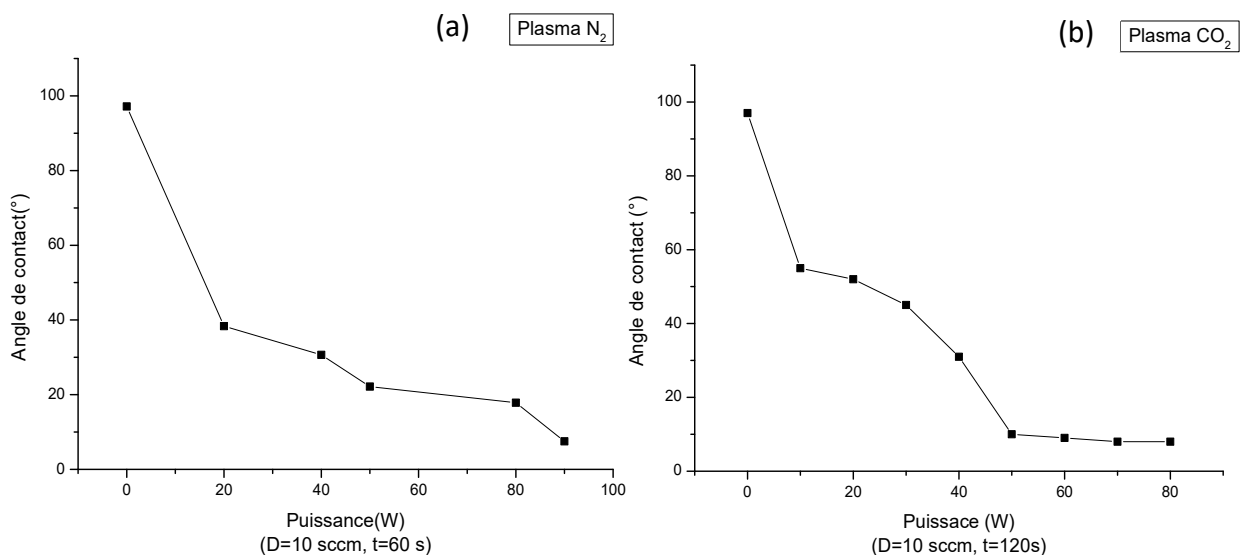 (a)
Plasma N₂
Angle de contact(°)
100
80
60
40
20
0
0 20 40 60 80 100
Puissance(W)
(D=10 sccm, t=60 s)
(b)
Plasma CO₂
Angle de contact (°)
100
80
60
40
20
0
0 20 40 60 80
Puissace (W)
(D=10 sccm, t=120s)